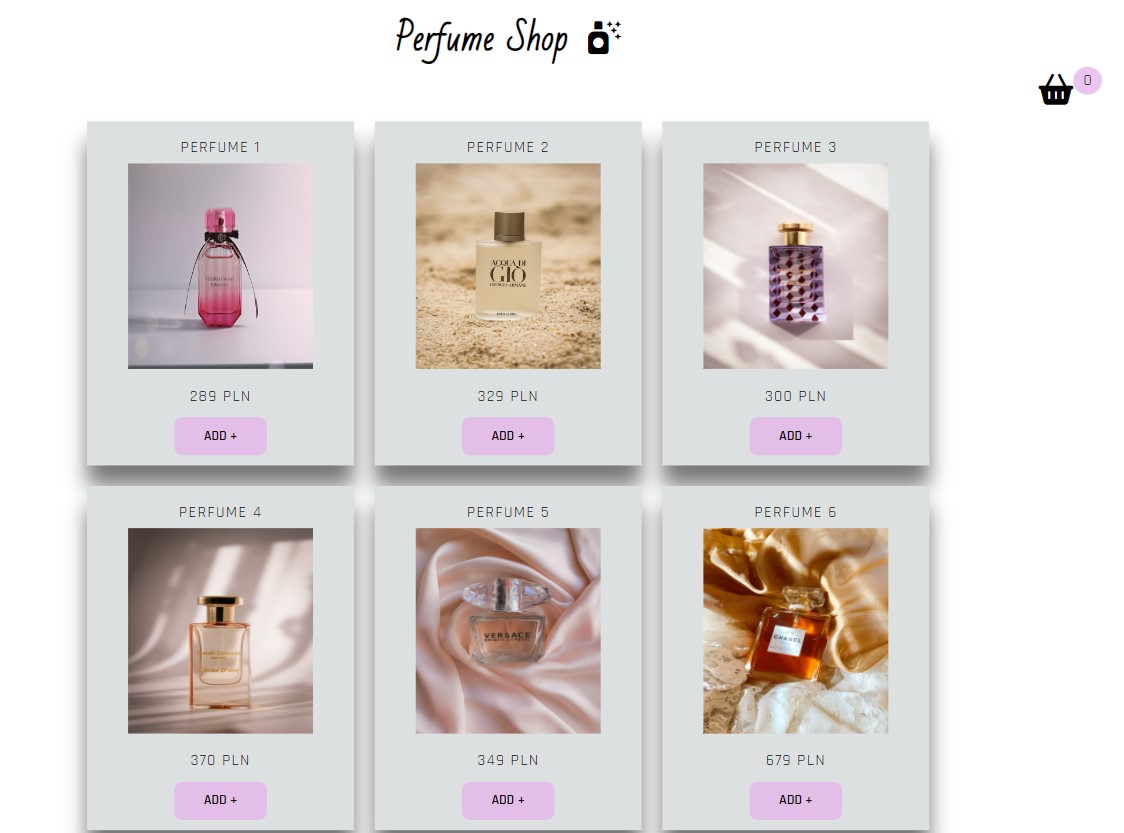 Perfume Shop
0
PERFUME 1
PERFUME 2
PERFUME 3
ACQUA DI
GIÒ
GIORGIO ARMANI
289 PLN
329 PLN
300 PLN
ADD +
ADD +
ADD +
PERFUME 4
PERFUME 5
PERFUME 6
VERSACE
CHANEL
370 PLN
349 PLN
679 PLN
ADD +
ADD +
ADD +